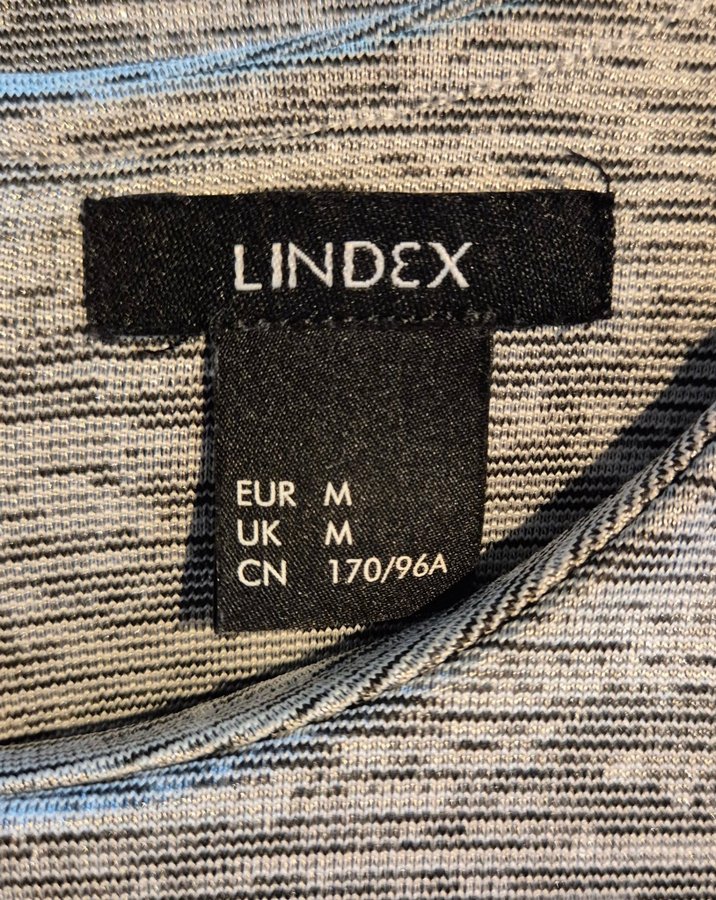 LINDEX
EUR M
UK M
CN 170/96A